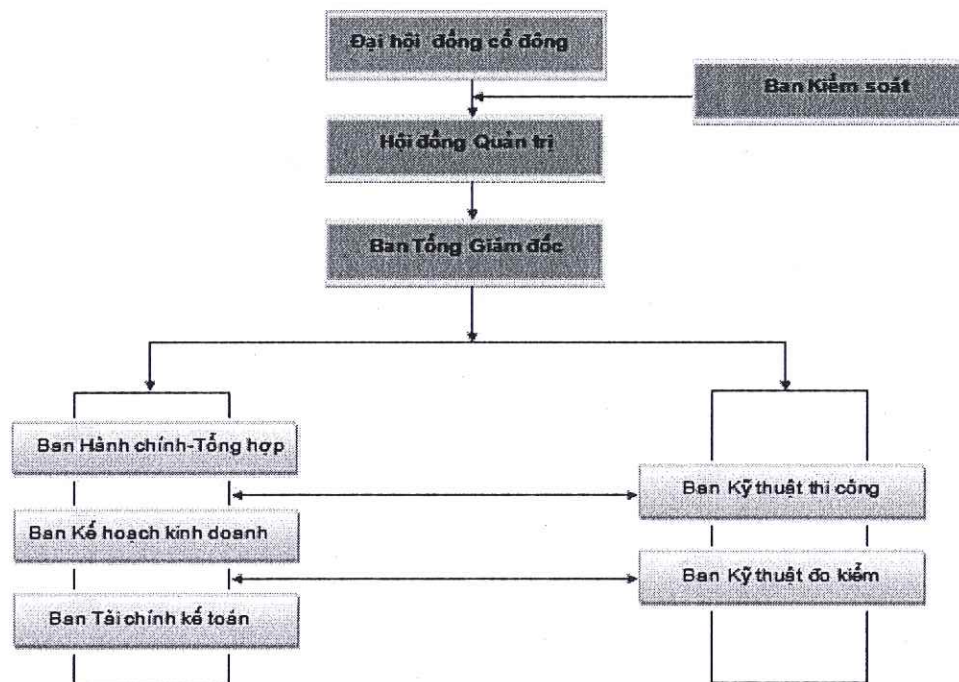 Đại hội đồng cổ đông
Ban Kiểm soát
Hội đồng Quản trị
Ban Tổng Giám đốc
Ban Hành chính-Tổng hợp
Ban Kỹ thuật thi công
Ban Kế hoạch kinh doanh
Ban Kỹ thuật đo kiểm
Ban Tài chính kế toán